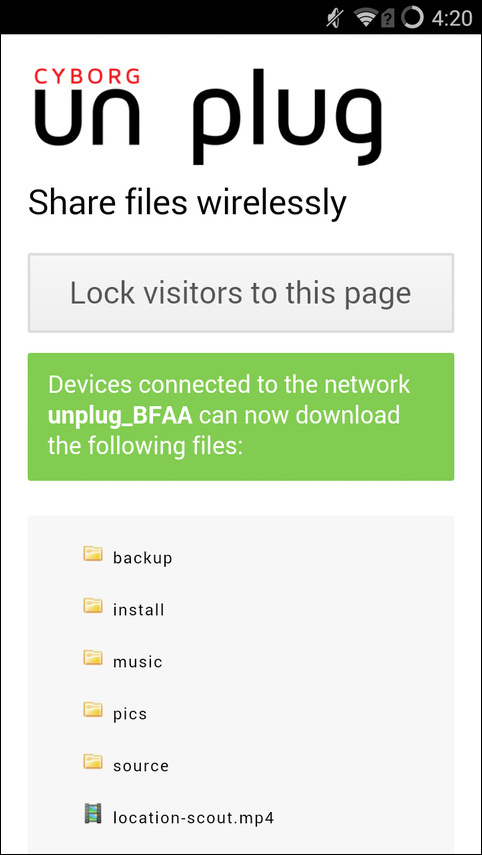 4:20
CYBORG
un plug
Share files wirelessly
Lock visitors to this page
Devices connected to the network
unplug_BFAA can now download
the following files:
backup
install
music
pics
source
location-scout.mp4